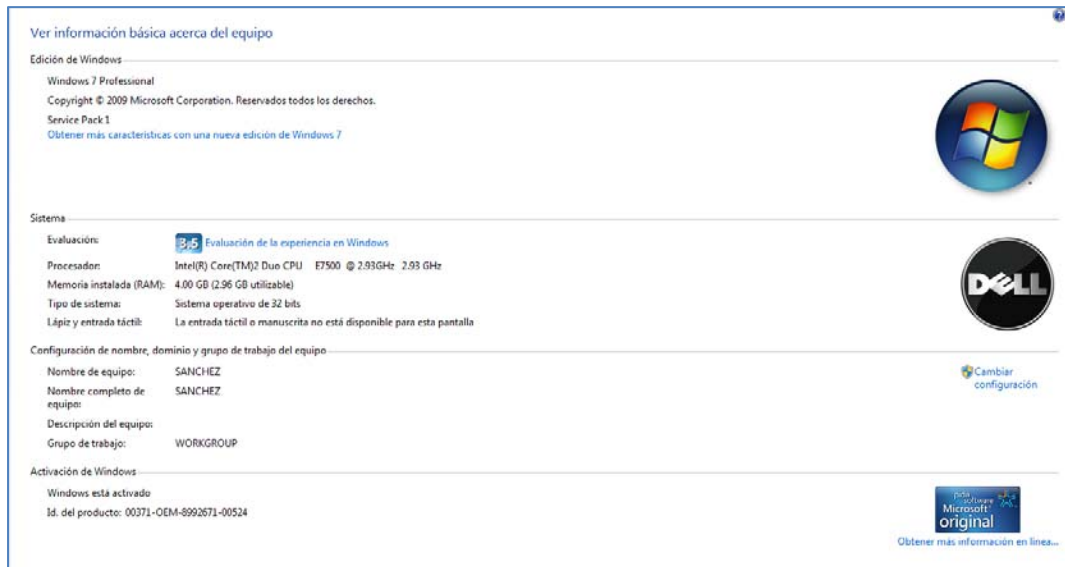 Ver información básica acerca del equipo
Edición de Windows
Windows 7 Professional
Copyright © 2009 Microsoft Corporation. Reservados todos los derechos.
Service Pack 1
Obtener más características con una nueva edición de Windows 7
Sistema
Evaluación: 3,5 Evaluación de la experiencia en Windows
Procesador: Intel(R) Core(TM)2 Duo CPU E7500 @ 2.93GHz 2.93 GHz
Memoria instalada (RAM): 4.00 GB (2.96 GB utilizable)
Tipo de sistema: Sistema operativo de 32 bits
Lápiz y entrada táctil: La entrada táctil o manuscrita no está disponible para esta pantalla
DELL
Configuración de nombre, dominio y grupo de trabajo del equipo
Nombre de equipo: SANCHEZ
Cambiar
configuración
Nombre completo de
equipo: SANCHEZ
Descripción del equipo:
Grupo de trabajo: WORKGROUP
Activación de Windows
Windows está activado
Id. del producto: 00371-OEM-8992671-00524
pida
software
Microsoft
original
Obtener más información en línea...